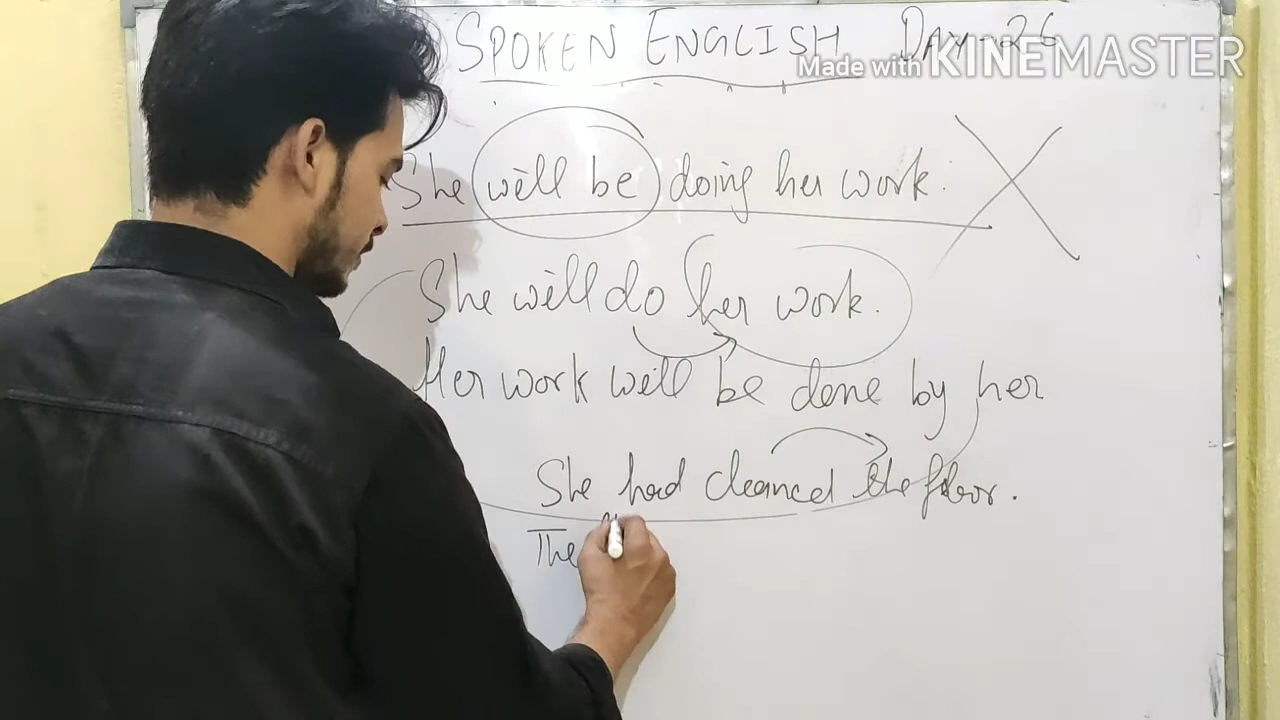 SPOKEN ENGLISH DAY-26
Made with KINEMASTER
She will be doing her work.
She will do her work.
Her work will be done by her
She had cleaned the floor.
The